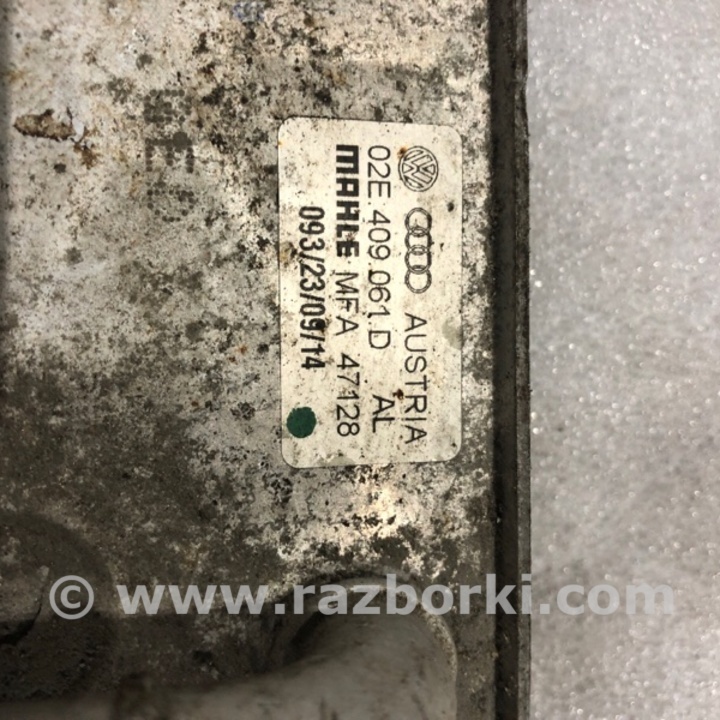 AUSTRIA
02E.409.061.D AL
MAHLE MFA 47128
093/23/09/14
© www.razborki.com